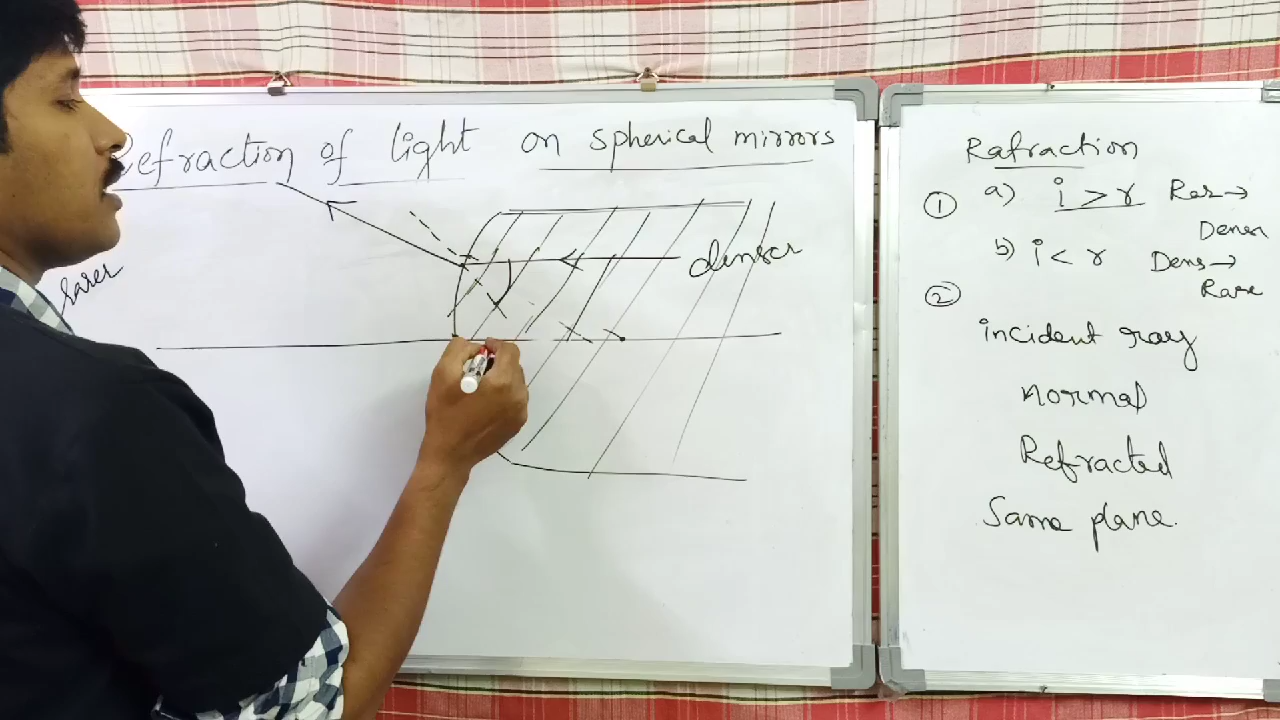 Refraction of light on spherical mirrors
rarer
denser
Rafraction
① a) i > r Rar →
Denser
b) i < r Dens →
Rare
②
incident ray
normal
Refracted
Same plane.